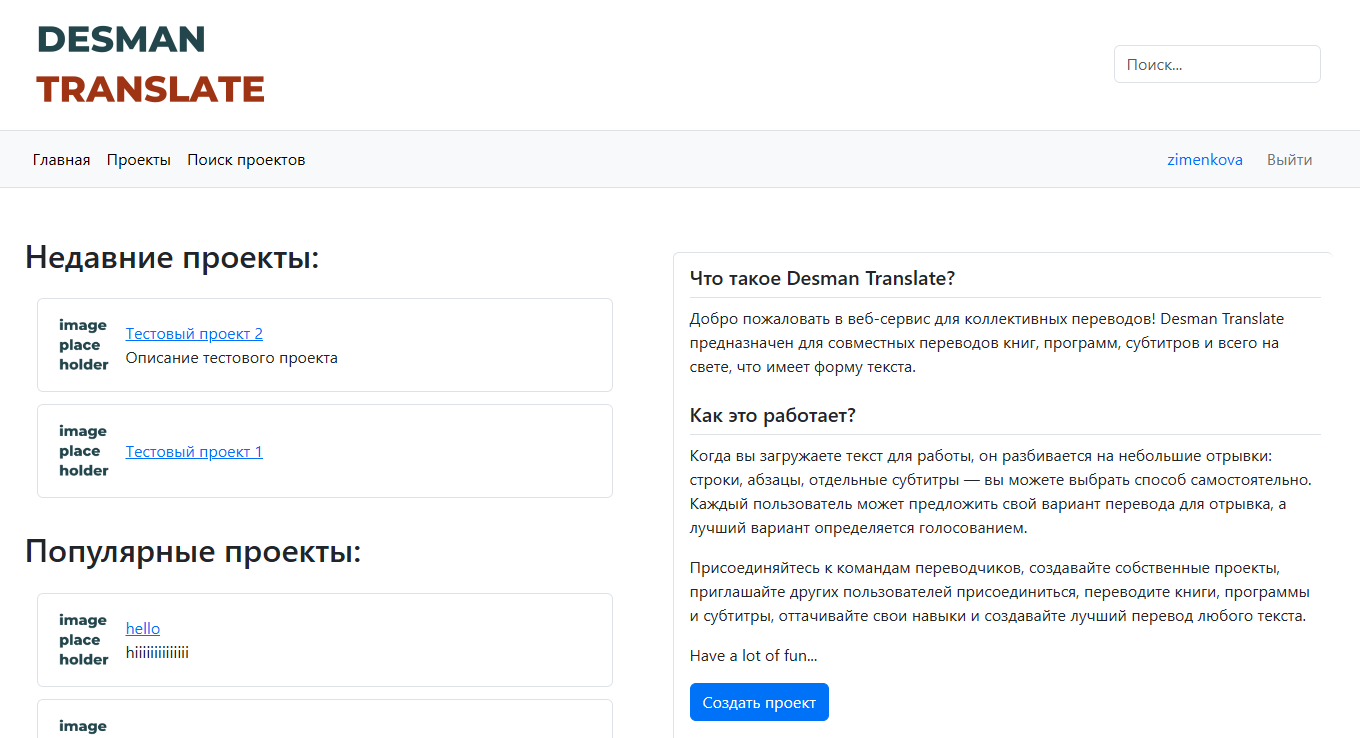 DESMAN
TRANSLATE
Поиск...
Главная Проекты Поиск проектов
zimenkova Выйти
Недавние проекты:
image
place
holder
Тестовый проект 2
Описание тестового проекта
image
place
holder
Тестовый проект 1
Популярные проекты:
image
place
holder
hello
hiiiiiiiiiiiiii
image
Что такое Desman Translate?
Добро пожаловать в веб-сервис для коллективных переводов! Desman Translate
предназначен для совместных переводов книг, программ, субтитров и всего на
свете, что имеет форму текста.
Как это работает?
Когда вы загружаете текст для работы, он разбивается на небольшие отрывки:
строки, абзацы, отдельные субтитры — вы можете выбрать способ самостоятельно.
Каждый пользователь может предложить свой вариант перевода для отрывка, а
лучший вариант определяется голосованием.
Присоединяйтесь к командам переводчиков, создавайте собственные проекты,
приглашайте других пользователей присоединиться, переводите книги, программы
и субтитры, оттачивайте свои навыки и создавайте лучший перевод любого текста.
Have a lot of fun...
Создать проект